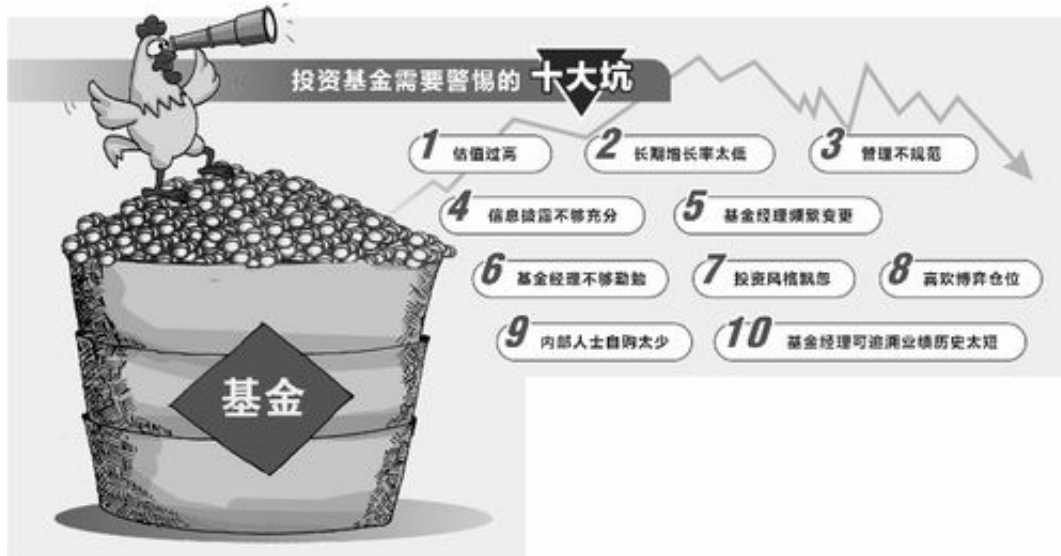 投资基金需要警惕的 十大坑
1 估值过高
2 长期增长率太低
3 管理不规范
4 信息披露不够充分
5 基金经理频繁变更
6 基金经理不够勤勉
7 投资风格飘忽
8 喜欢博弈仓位
9 内部人士自购太少
10 基金经理可追溯业绩历史太短
基金